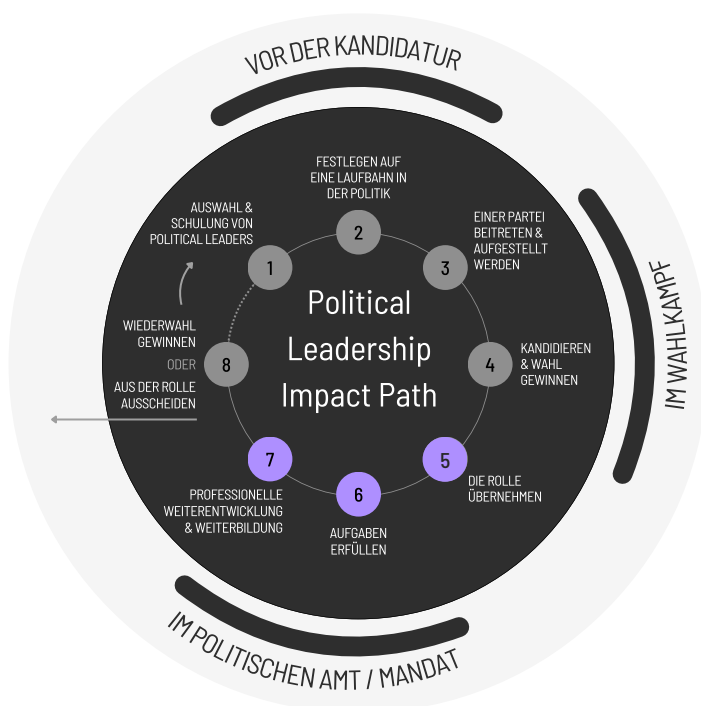 VOR DER KANDIDATUR
FESTLEGEN AUF
EINE LAUFBAHN IN
DER POLITIK
AUSWAHL &
SCHULUNG VON
POLITICAL LEADERS
EINER PARTEI
BEITRETEN &
AUFGESTELLT
WERDEN
2
1
3
Political
Leadership
Impact Path
WIEDERWAHL
GEWINNEN
ODER
AUS DER ROLLE
AUSSCHEIDEN
8
4
KANDIDIEREN
& WAHL
GEWINNEN
IM WAHLKAMPF
7
6
5
PROFESSIONELLE
WEITERENTWICKLUNG
& WEITERBILDUNG
AUFGABEN
ERFÜLLEN
DIE ROLLE
ÜBERNEHMEN
IM POLITISCHEN AMT / MANDAT